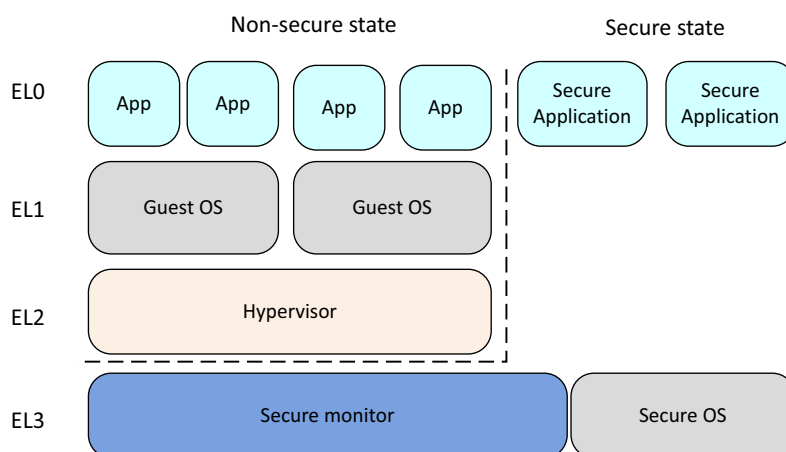 Non-secure state
Secure state
EL0
App
App
App
App
Secure
Application
Secure
Application
EL1
Guest OS
Guest OS
EL2
Hypervisor
EL3
Secure monitor
Secure OS